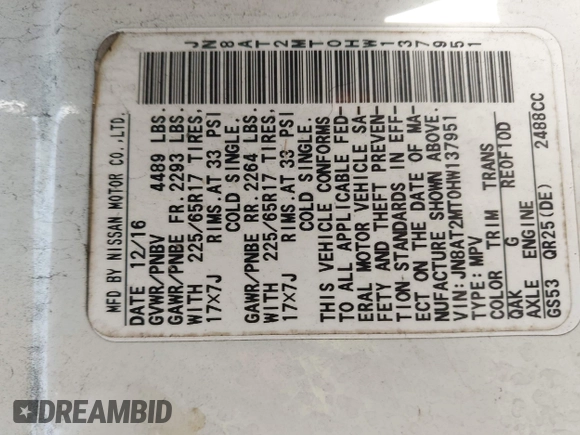 JN8AT2MT0HW137951
MFD BY NISSAN MOTOR CO.,LTD.
DATE 12/16
GVWR/PNBV 4489 LBS.
GAWR/PNBE FR. 2293 LBS.
WITH 225/65R17 TIRES,
17X7J RIMS. AT 33 PSI
COLD SINGLE.
GAWR/PNBE RR. 2264 LBS.
WITH 225/65R17 TIRES,
17X7J RIMS. AT 33 PSI
COLD SINGLE.
THIS VEHICLE CONFORMS
TO ALL APPLICABLE FED-
ERAL MOTOR VEHICLE SA-
FETY AND THEFT PREVEN-
TION STANDARDS IN EFF-
ECT ON THE DATE OF MA-
NUFACTURE SHOWN ABOVE.
VIN:JN8AT2MT0HW137951
TYPE: MPV
COLOR TRIM TRANS
QAK G RE0F10D
AXLE ENGINE
GS53 QR25(DE) 2488CC
DREAMBID